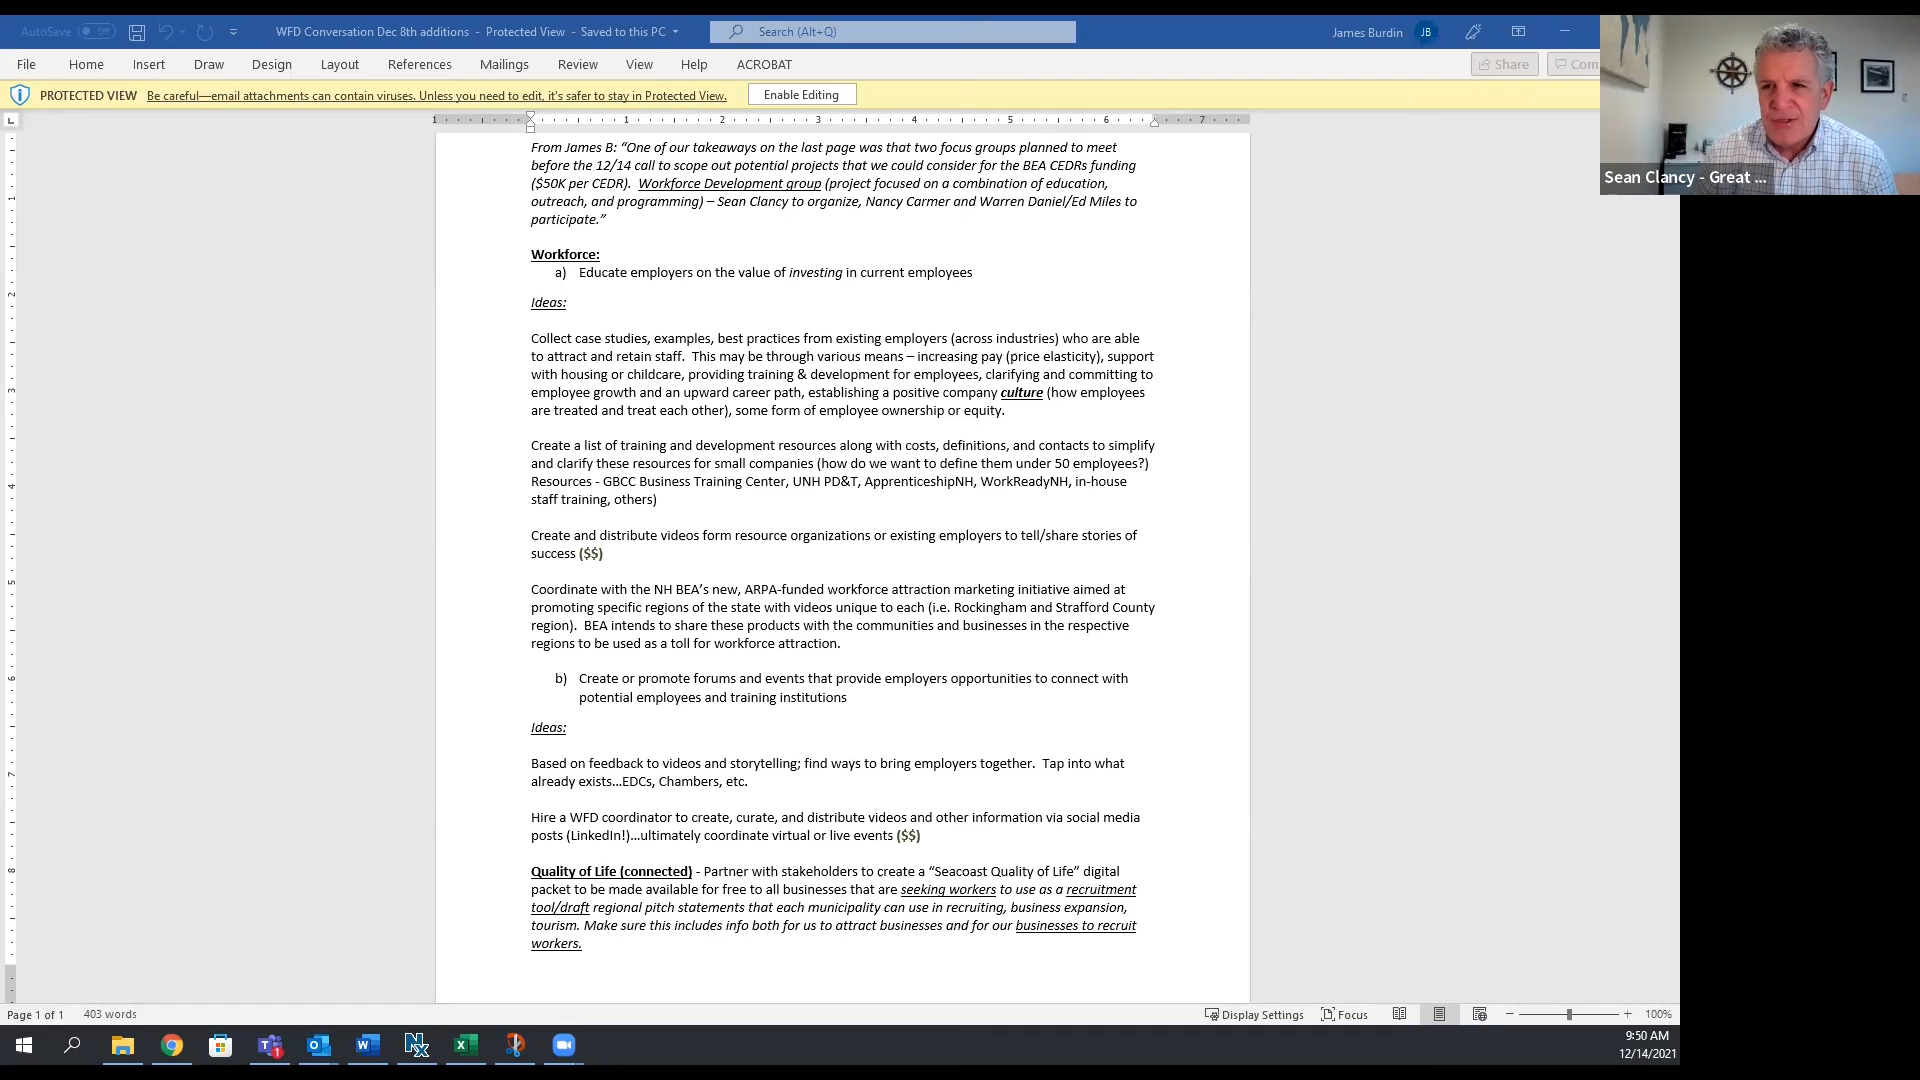 AutoSave Off WFD Conversation Dec 8th additions - Protected View - Saved to this PC Search (Alt+Q) James Burdin JB
File Home Insert Draw Design Layout References Mailings Review View Help ACROBAT Share Com
PROTECTED VIEW Be careful—email attachments can contain viruses. Unless you need to edit, it's safer to stay in Protected View. Enable Editing
1 1 2 3 4 5 6 7
From James B: “One of our takeaways on the last page was that two focus groups planned to meet
before the 12/14 call to scope out potential projects that we could consider for the BEA CEDRs funding
($50K per CEDR). Workforce Development group (project focused on a combination of education,
outreach, and programming) – Sean Clancy to organize, Nancy Carmer and Warren Daniel/Ed Miles to
participate.”
Workforce:
a) Educate employers on the value of investing in current employees
Ideas:
Collect case studies, examples, best practices from existing employers (across industries) who are able
to attract and retain staff. This may be through various means – increasing pay (price elasticity), support
with housing or childcare, providing training & development for employees, clarifying and committing to
employee growth and an upward career path, establishing a positive company culture (how employees
are treated and treat each other), some form of employee ownership or equity.
Create a list of training and development resources along with costs, definitions, and contacts to simplify
and clarify these resources for small companies (how do we want to define them under 50 employees?)
Resources - GBCC Business Training Center, UNH PD&T, ApprenticeshipNH, WorkReadyNH, in-house
staff training, others)
Create and distribute videos form resource organizations or existing employers to tell/share stories of
success ($$)
Coordinate with the NH BEA’s new, ARPA-funded workforce attraction marketing initiative aimed at
promoting specific regions of the state with videos unique to each (i.e. Rockingham and Strafford County
region). BEA intends to share these products with the communities and businesses in the respective
regions to be used as a toll for workforce attraction.
b) Create or promote forums and events that provide employers opportunities to connect with
potential employees and training institutions
Ideas:
Based on feedback to videos and storytelling; find ways to bring employers together. Tap into what
already exists…EDCs, Chambers, etc.
Hire a WFD coordinator to create, curate, and distribute videos and other information via social media
posts (LinkedIn!)…ultimately coordinate virtual or live events ($$)
Quality of Life (connected) - Partner with stakeholders to create a “Seacoast Quality of Life” digital
packet to be made available for free to all businesses that are seeking workers to use as a recruitment
tool/draft regional pitch statements that each municipality can use in recruiting, business expansion,
tourism. Make sure this includes info both for us to attract businesses and for our businesses to recruit
workers.
Sean Clancy - Great ...
1
2
3
4
5
6
7
8
Page 1 of 1 403 words Display Settings Focus 100%
9:50 AM
12/14/2021